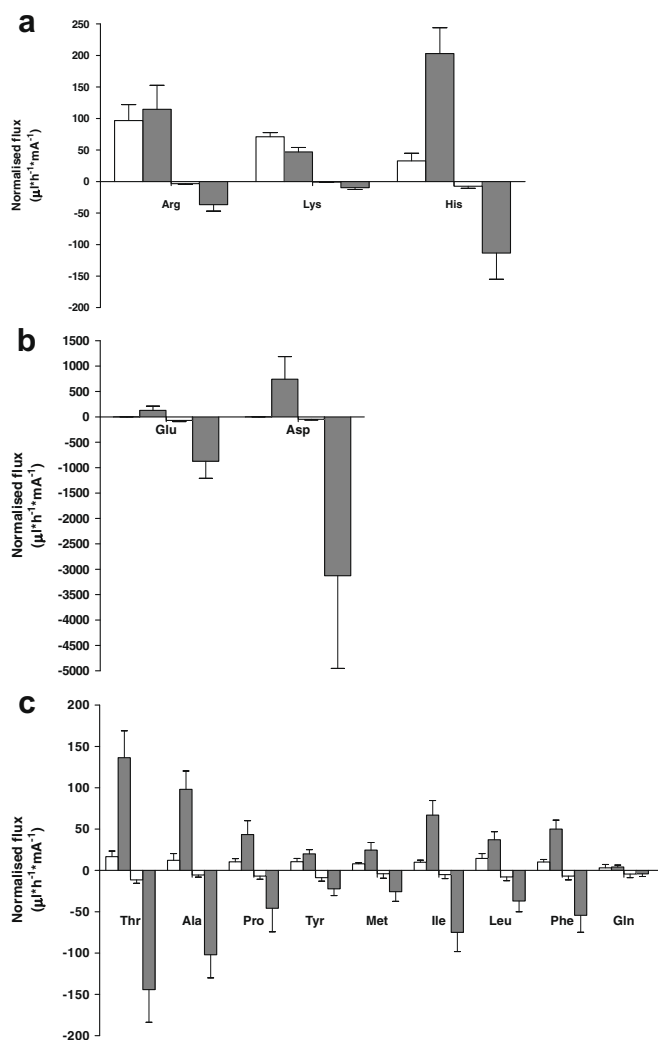 a
250
200
150
100
50
0
-50
-100
-150
-200
Normalised flux
(µl*h-1*mA-1)
Arg Lys His
b
1500
1000
500
0
-500
-1000
-1500
-2000
-2500
-3000
-3500
-4000
-4500
-5000
Normalised flux
(µl*h-1*mA-1)
Glu Asp
c
200
150
100
50
0
-50
-100
-150
-200
Normalised flux
(µl*h-1*mA-1)
Thr Ala Pro Tyr Met Ile Leu Phe Gln